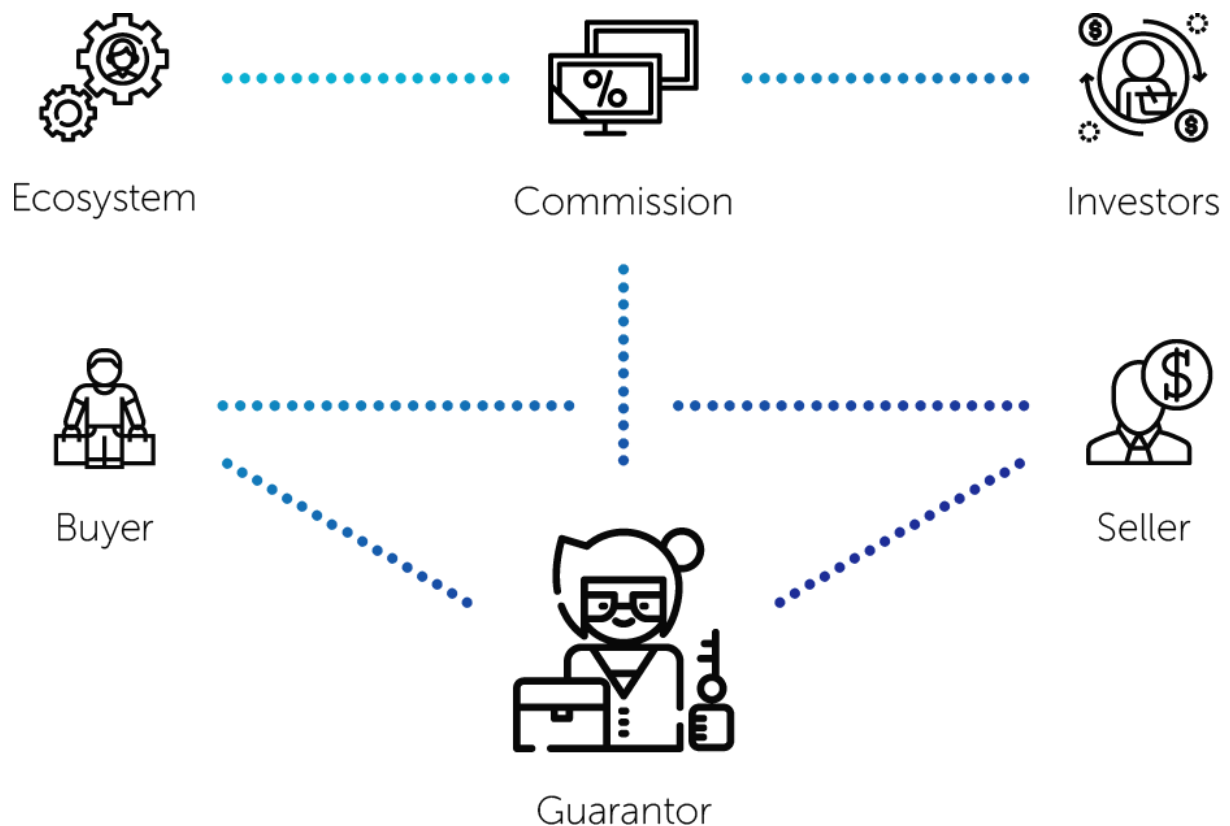 Ecosystem
Commission
Investors
Buyer
Seller
Guarantor